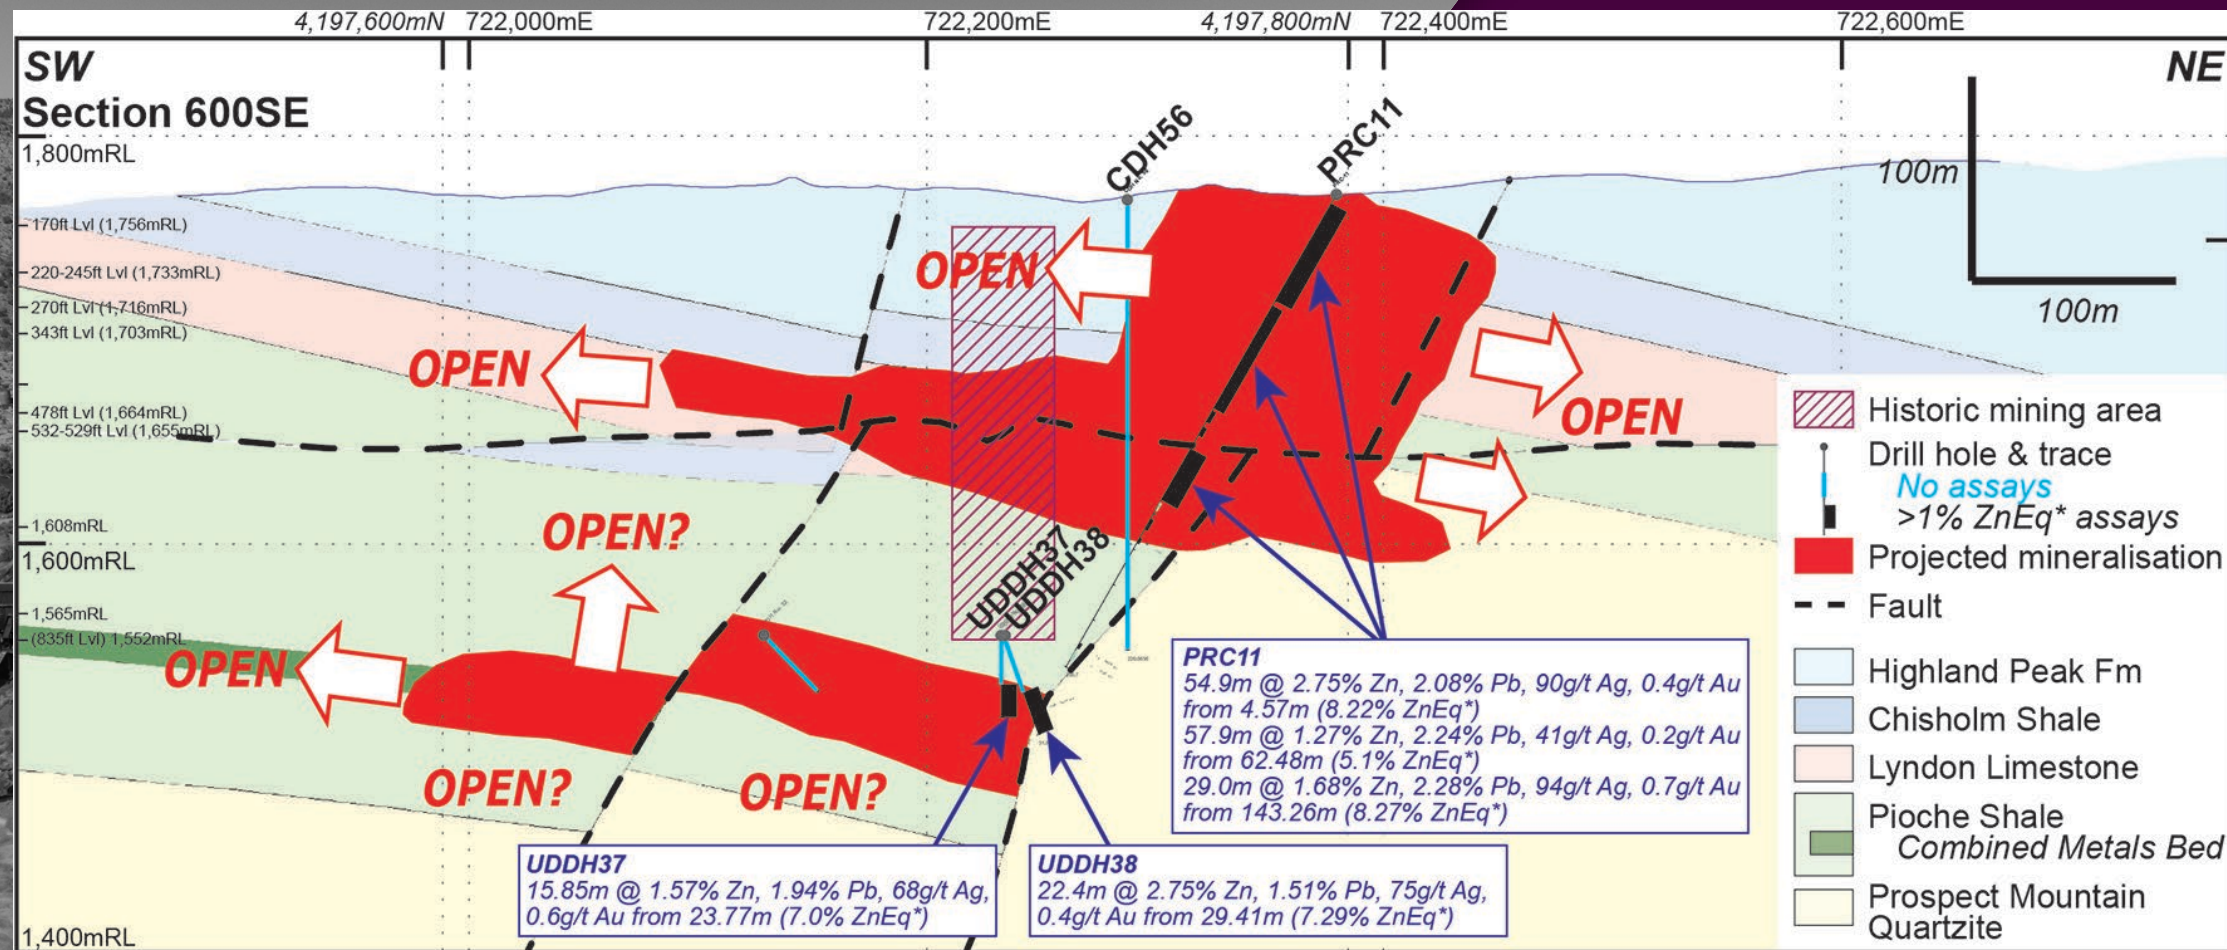 4,197,600mN 722,000mE 722,200mE 4,197,800mN 722,400mE 722,600mE
SW
NE
Section 600SE
1,800mRL
CDH56
PRC11
100m
100m
170ft Lvl (1,756mRL)
220-245ft Lvl (1,733mRL)
270ft Lvl (1,716mRL)
343ft Lvl (1,703mRL)
478ft Lvl (1,664mRL)
532-529ft Lvl (1,655mRL)
1,608mRL
1,600mRL
1,565mRL
(835ft Lvl) 1,552mRL
1,400mRL
OPEN
OPEN
OPEN
OPEN?
OPEN
OPEN?
OPEN?
UDDH37
UDDH38
PRC11
54.9m @ 2.75% Zn, 2.08% Pb, 90g/t Ag, 0.4g/t Au
from 4.57m (8.22% ZnEq*)
57.9m @ 1.27% Zn, 2.24% Pb, 41g/t Ag, 0.2g/t Au
from 62.48m (5.1% ZnEq*)
29.0m @ 1.68% Zn, 2.28% Pb, 94g/t Ag, 0.7g/t Au
from 143.26m (8.27% ZnEq*)
UDDH37
15.85m @ 1.57% Zn, 1.94% Pb, 68g/t Ag,
0.6g/t Au from 23.77m (7.0% ZnEq*)
UDDH38
22.4m @ 2.75% Zn, 1.51% Pb, 75g/t Ag,
0.4g/t Au from 29.41m (7.29% ZnEq*)
Historic mining area
Drill hole & trace
No assays
>1% ZnEq* assays
Projected mineralisation
Fault
Highland Peak Fm
Chisholm Shale
Lyndon Limestone
Pioche Shale
Combined Metals Bed
Prospect Mountain
Quartzite